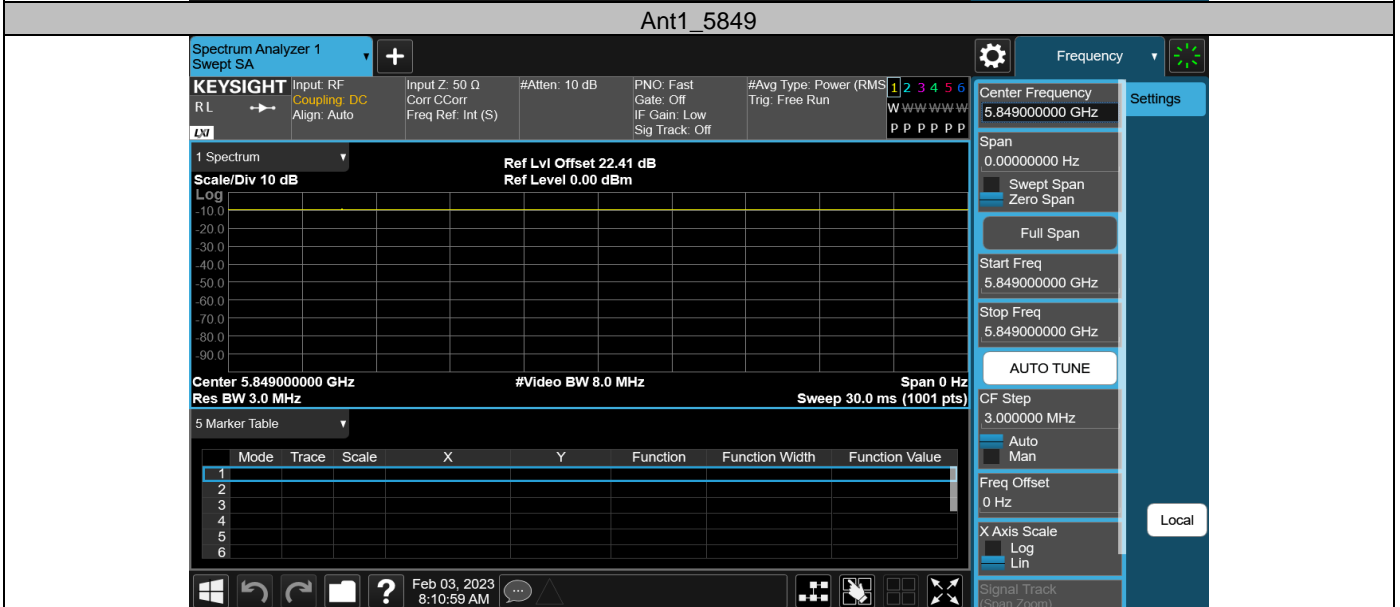 Ant1_5849
Spectrum Analyzer 1
Swept SA
Frequency
KEYSIGHT
RL
LXI
Input: RF
Coupling: DC
Align: Auto
Input Z: 50 Ω
Corr CCorr
Freq Ref: Int (S)
#Atten: 10 dB
PNO: Fast
Gate: Off
IF Gain: Low
Sig Track: Off
#Avg Type: Power (RMS
Trig: Free Run
1 2 3 4 5 6
W W W W W W
P P P P P P
Center Frequency
5.849000000 GHz
Settings
Span
0.00000000 Hz
Swept Span
Zero Span
Full Span
Start Freq
5.849000000 GHz
Stop Freq
5.849000000 GHz
AUTO TUNE
CF Step
3.000000 MHz
Auto
Man
Freq Offset
0 Hz
X Axis Scale
Log
Lin
Signal Track
(Span Zoom)
Local
1 Spectrum
Scale/Div 10 dB
Ref Lvl Offset 22.41 dB
Ref Level 0.00 dBm
Log
-10.0
-20.0
-30.0
-40.0
-50.0
-60.0
-70.0
-80.0
-90.0
Center 5.849000000 GHz
#Video BW 8.0 MHz
Span 0 Hz
Res BW 3.0 MHz
Sweep 30.0 ms (1001 pts)
5 Marker Table
Mode Trace Scale X Y Function Function Width Function Value
1
2
3
4
5
6
?
Feb 03, 2023
8:10:59 AM